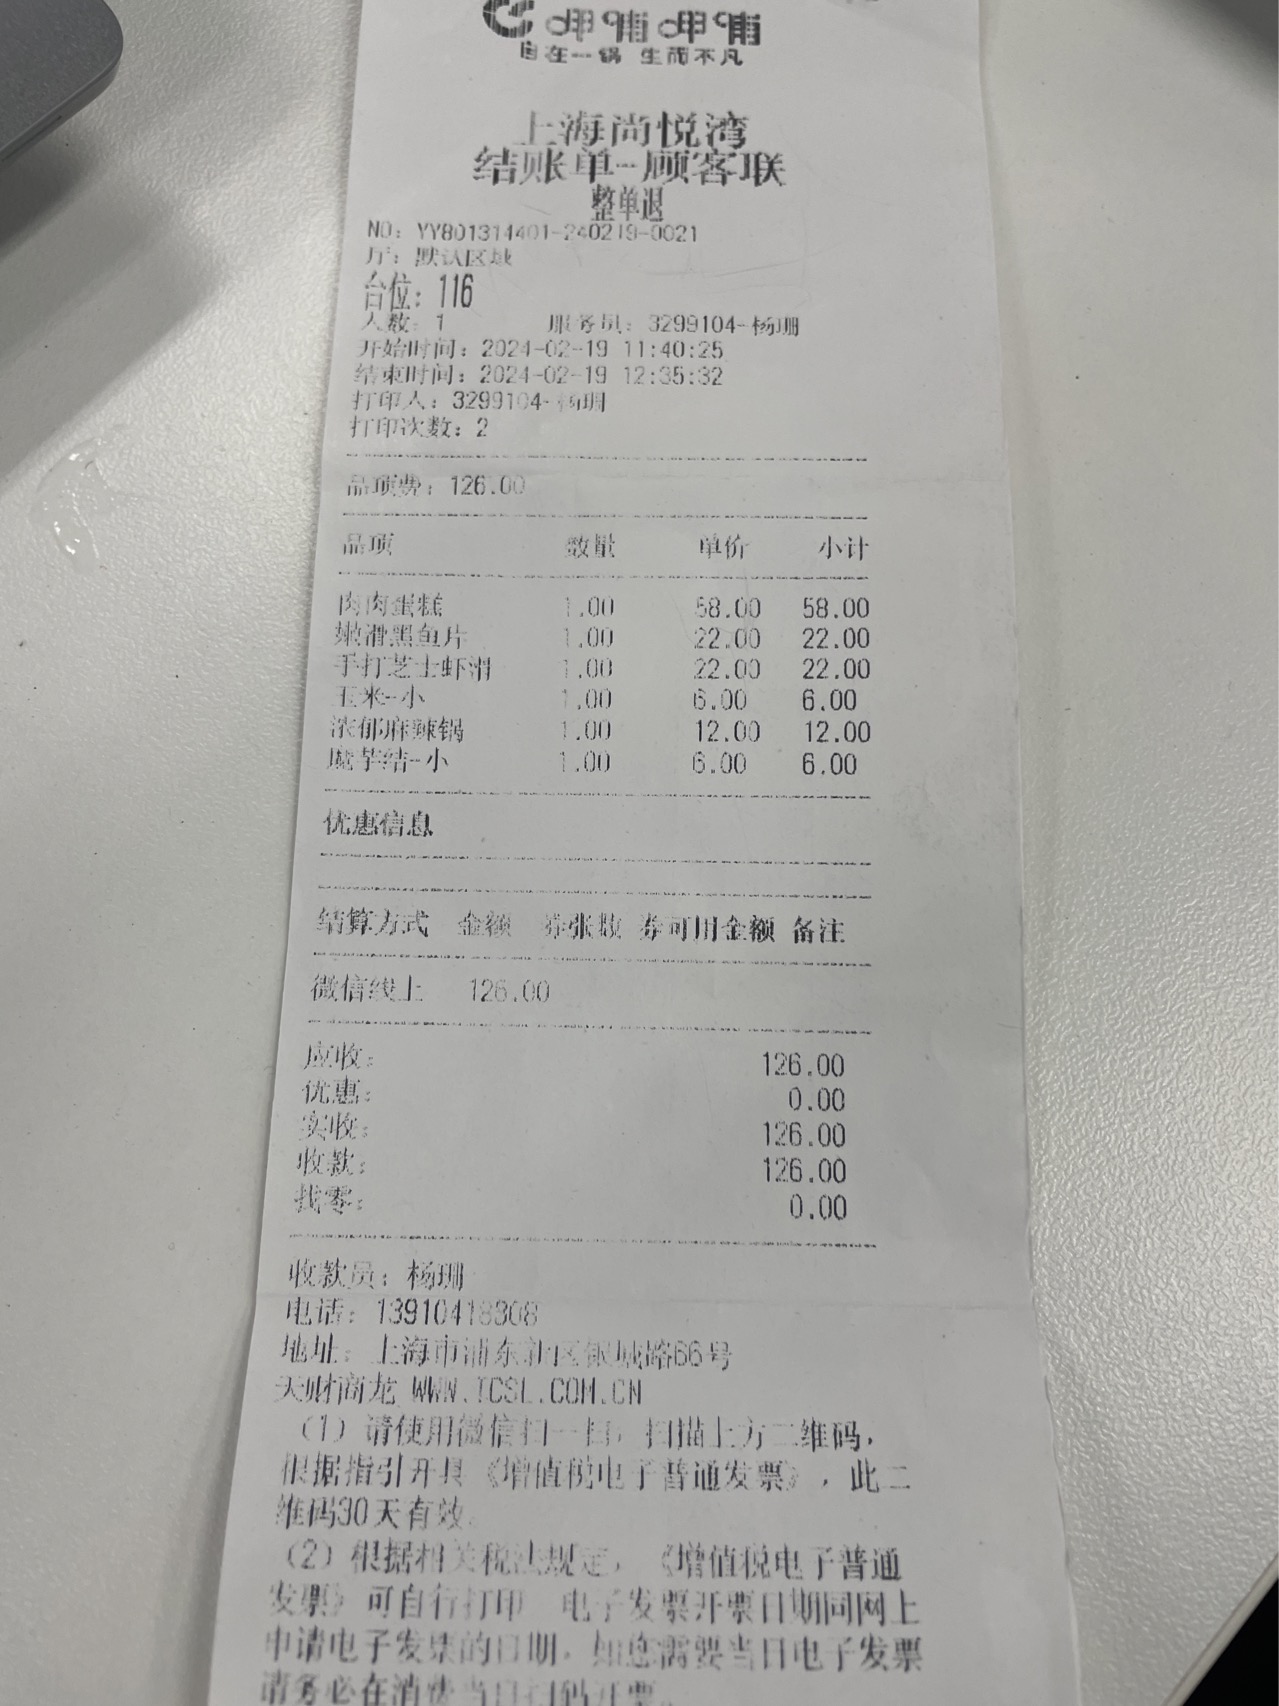 呷哺呷哺
自在一锅 生而不凡
上海尚悦湾
结账单-顾客联
整单退
NO: YY801314401-240219-0021
厅: 默认区域
台位: 116
人数: 1 服务员: 3299104-杨珊
开始时间: 2024-02-19 11:40:25
结束时间: 2024-02-19 12:35:32
打印人: 3299104-杨珊
打印次数: 2
品项费: 126.00
品项 数量 单价 小计
肉肉蛋糕 1.00 58.00 58.00
嫩滑黑鱼片 1.00 22.00 22.00
手打芝士虾滑 1.00 22.00 22.00
玉米-小 1.00 6.00 6.00
浓郁麻辣锅 1.00 12.00 12.00
魔芋结-小 1.00 6.00 6.00
优惠信息
结算方式 金额 券张数 券可用金额 备注
微信线上 126.00
应收: 126.00
优惠: 0.00
实收: 126.00
收款: 126.00
找零: 0.00
收款员: 杨珊
电话: 13910418308
地址: 上海市浦东新区银城路66号
天财商龙 WWW.TCSL.COM.CN
(1) 请使用微信扫一扫, 扫描上方二维码,
根据指引开具《增值税电子普通发票》, 此二
维码30天有效.
(2) 根据相关税法规定, 《增值税电子普通
发票》可自行打印 电子发票开票日期同网上
申请电子发票的日期. 如您需要当日电子发票
请务必在消费当日扫码开票.